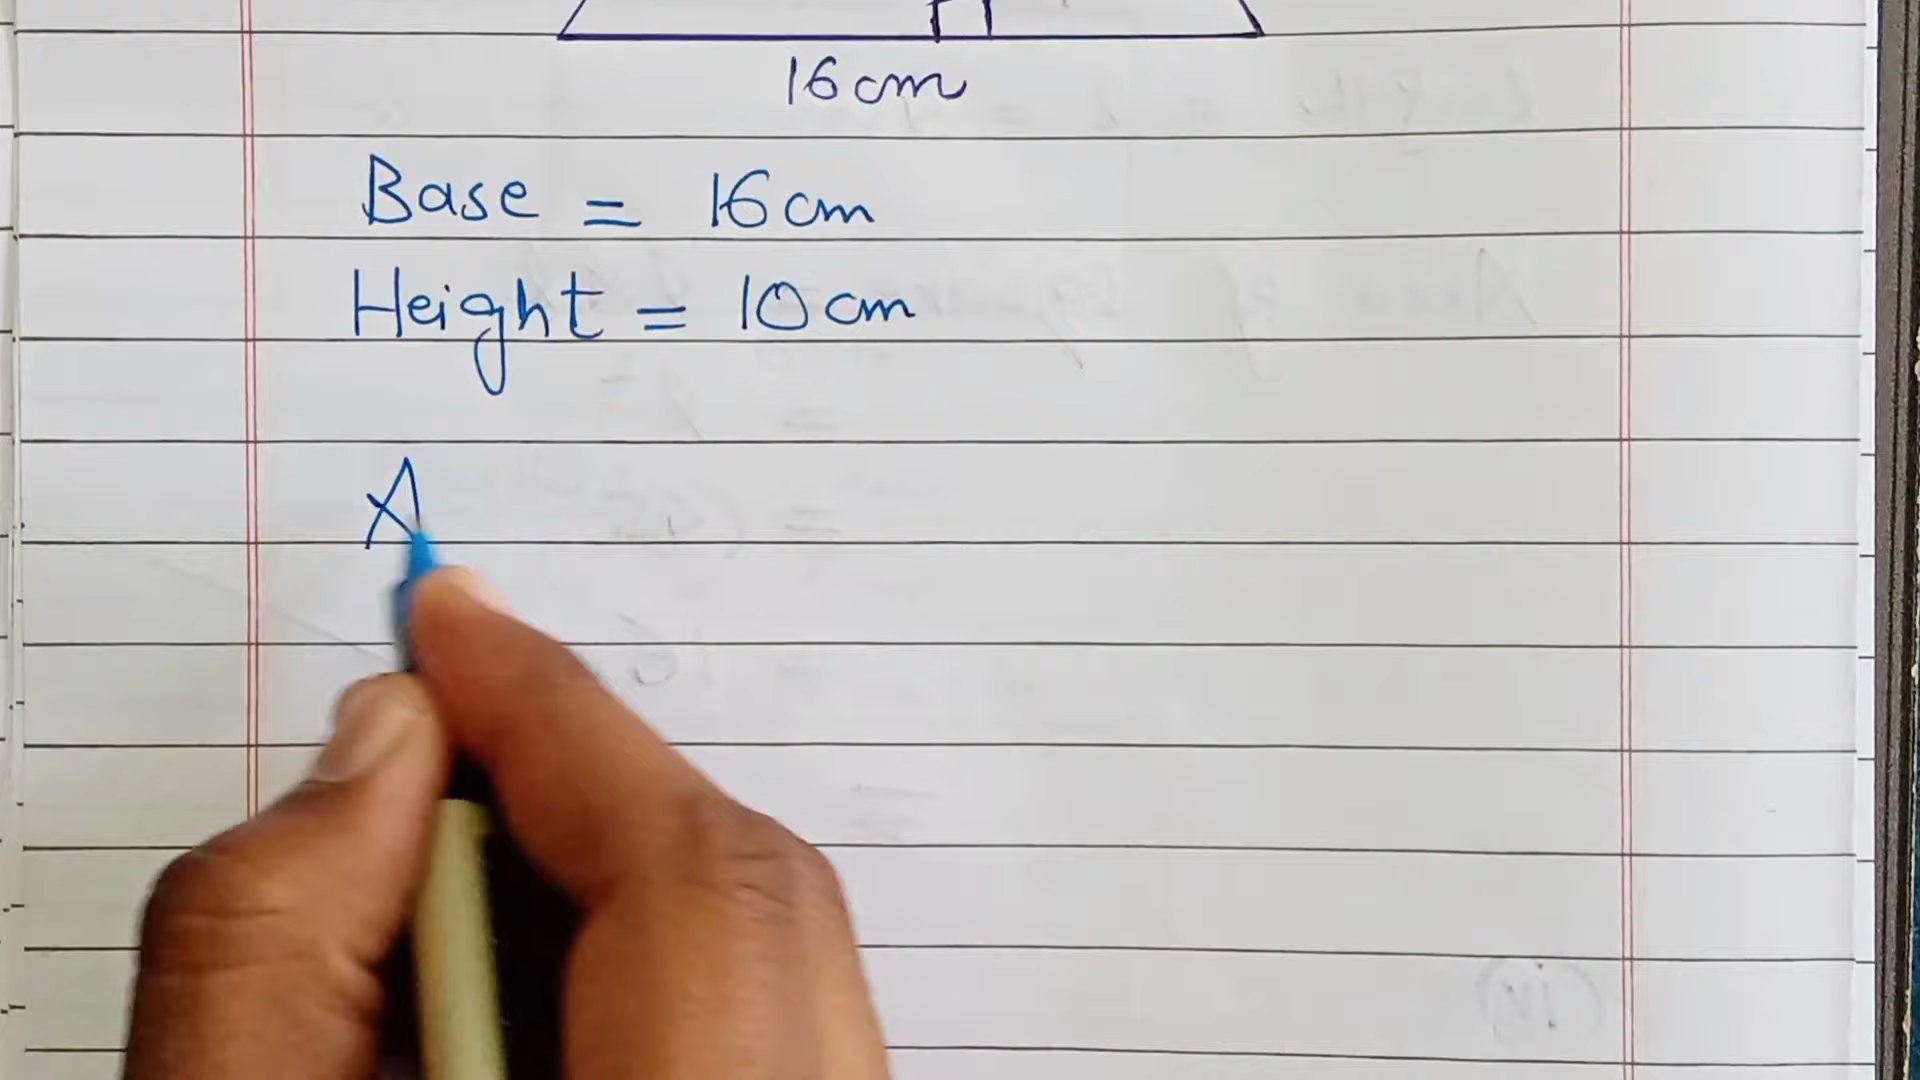 16 cm
Base = 16 cm
Height = 10 cm
A